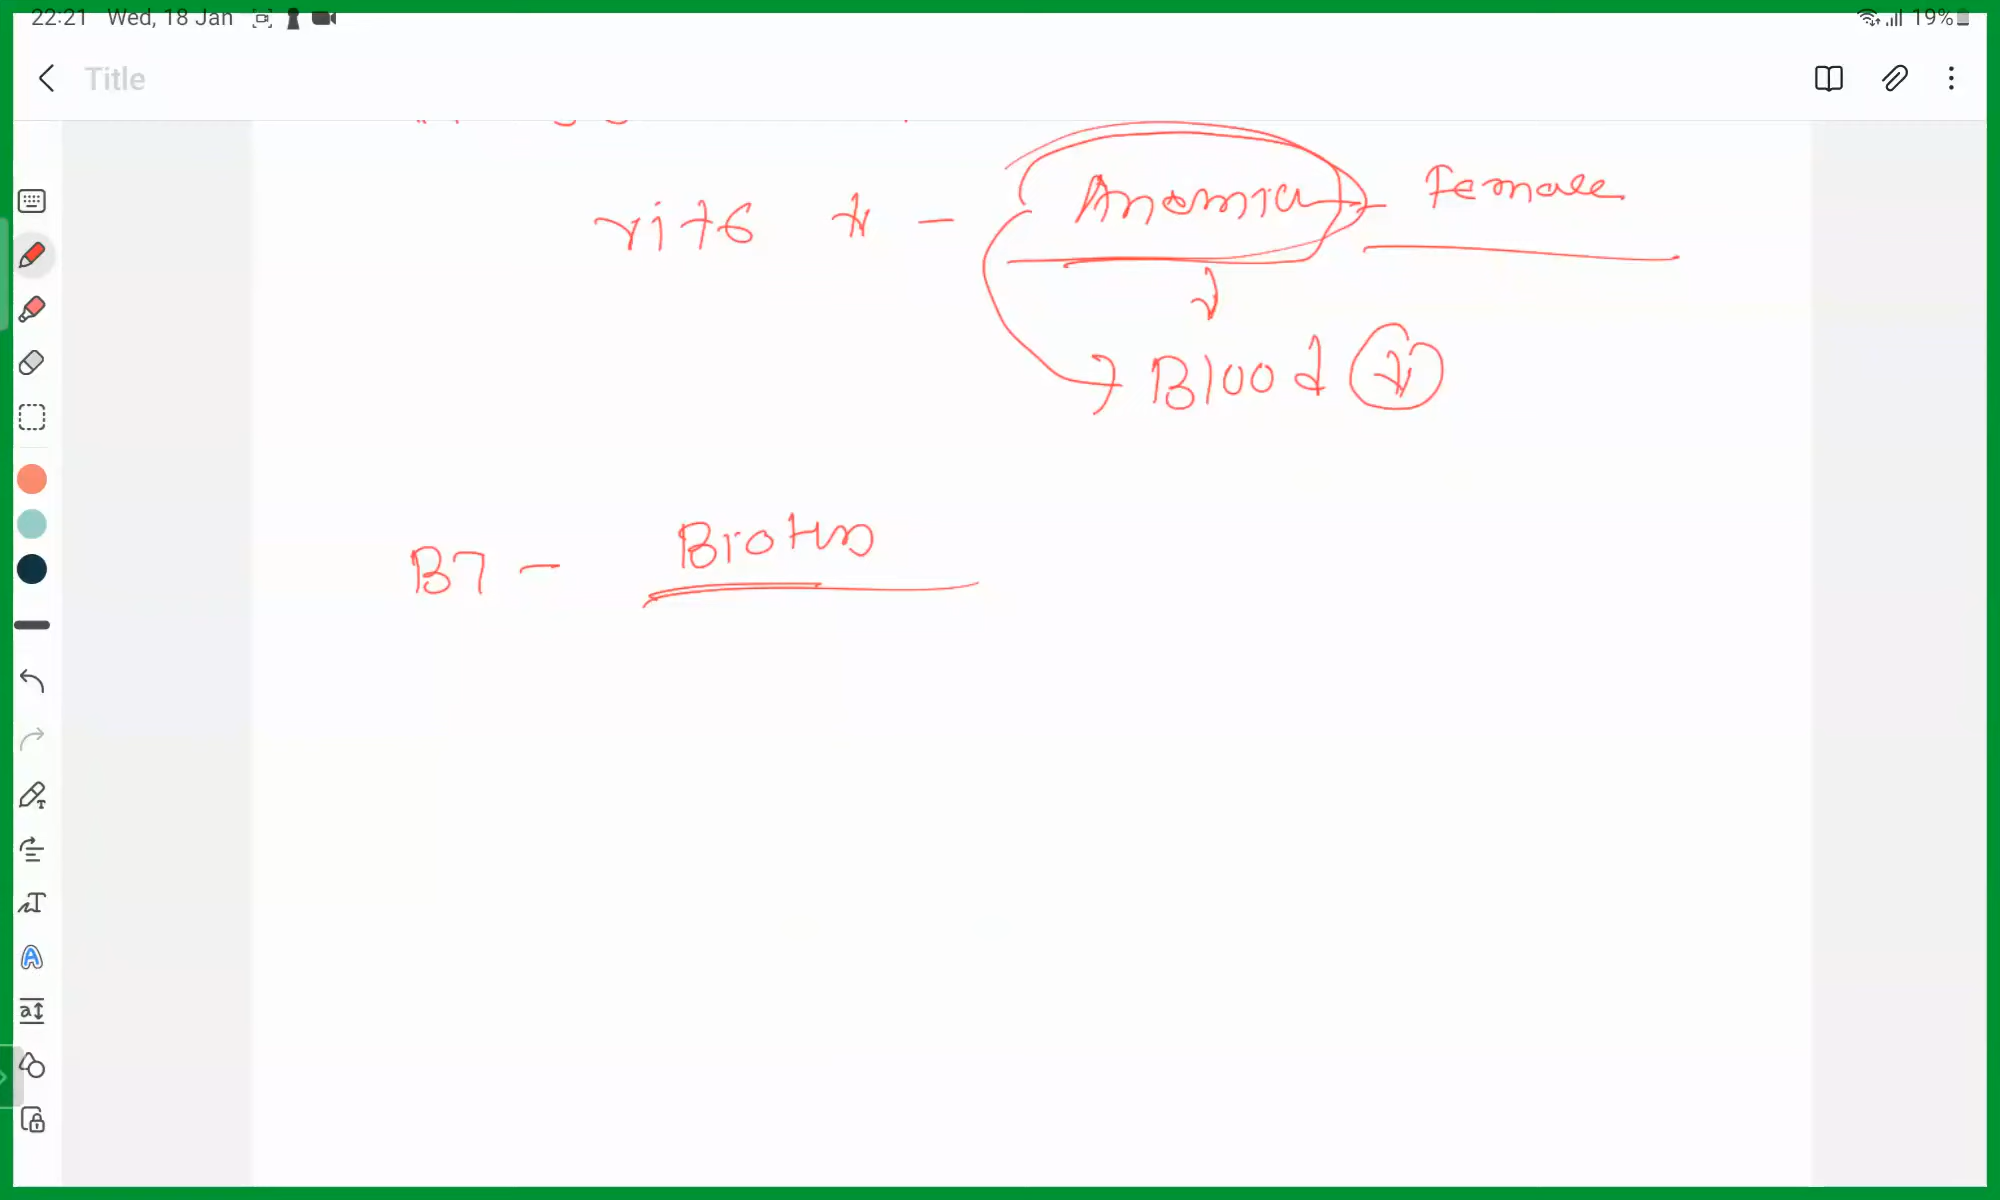 22:21 Wed, 18 Jan 19%
Title
Anemia - Female
vit6 ↓ -
Blood ↓
Biotin
B7 -